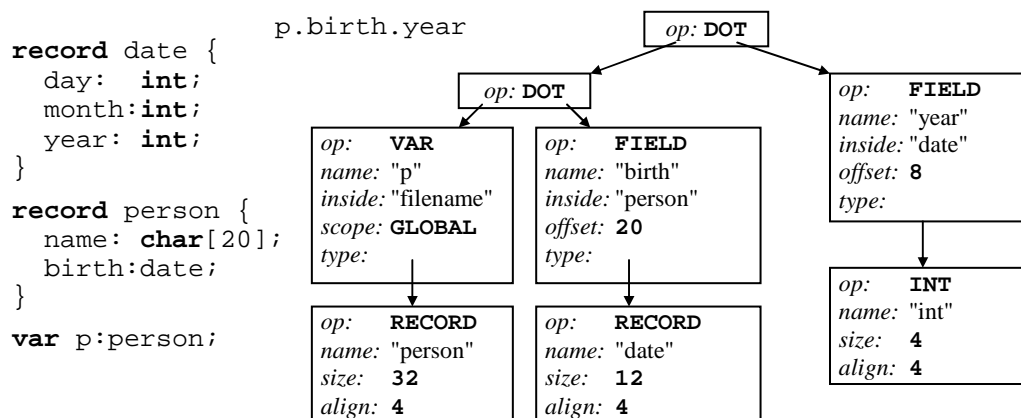 record date {
day: int;
month:int;
year: int;
}
record person {
name: char[20];
birth:date;
}
var p:person;
p.birth.year
op: DOT
op: DOT
op: VAR
name: "p"
inside: "filename"
scope: GLOBAL
type:
op: FIELD
name: "birth"
inside: "person"
offset: 20
type:
op: FIELD
name: "year"
inside: "date"
offset: 8
type:
op: RECORD
name: "person"
size: 32
align: 4
op: RECORD
name: "date"
size: 12
align: 4
op: INT
name: "int"
size: 4
align: 4